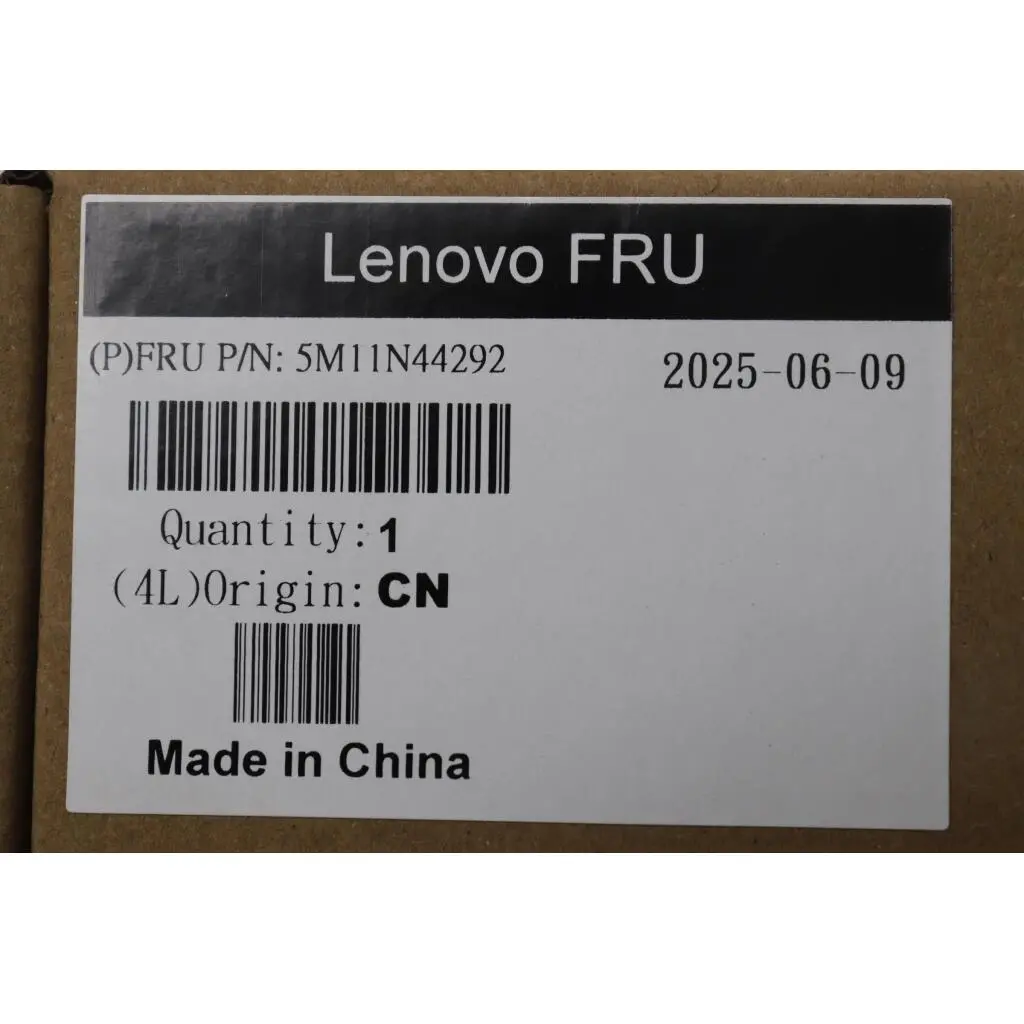 Lenovo FRU
(P)FRU P/N: 5M11N44292
2025-06-09
Quantity: 1
(4L)Origin: CN
Made in China